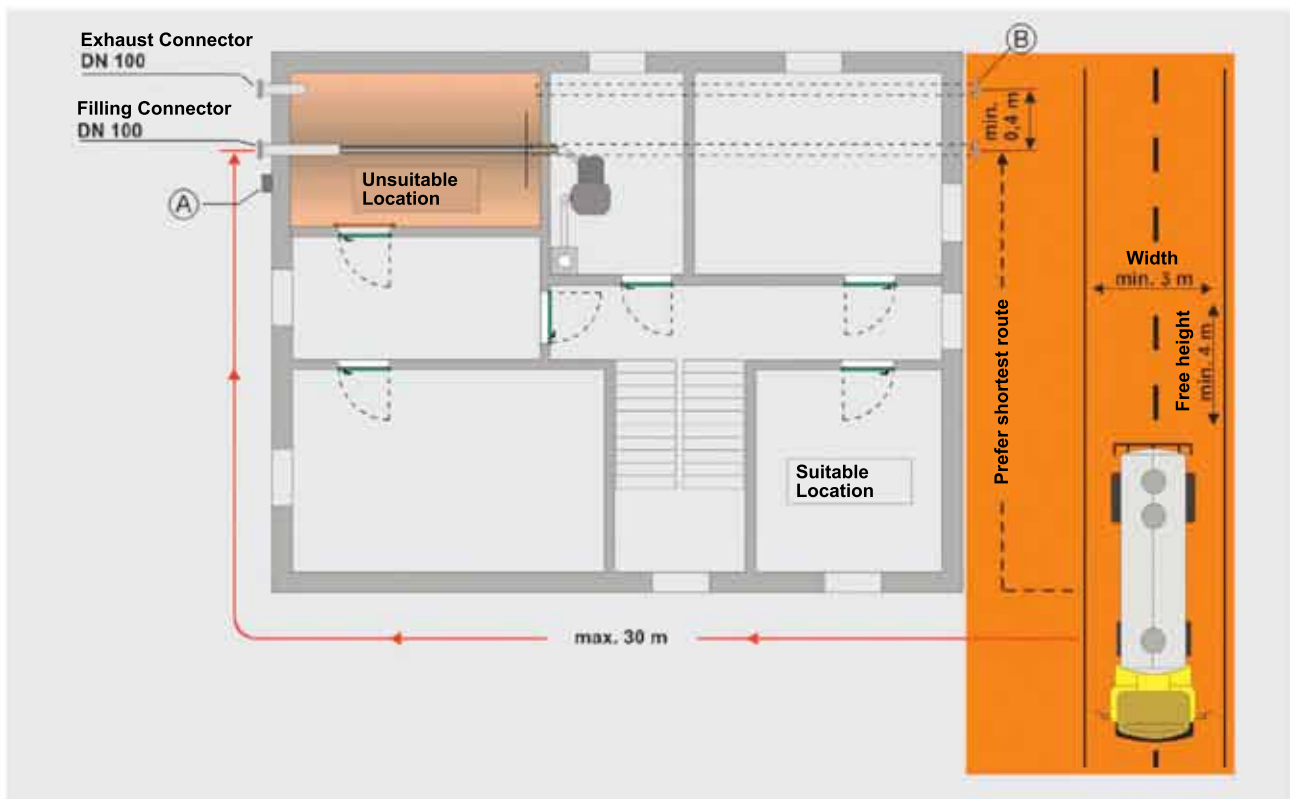 Exhaust Connector
DN 100
Filling Connector
DN 100
A
Unsuitable
Location
B
min.
0,4 m
Width
min. 3 m
Free height
min. 4 m
Prefer shortest route
Suitable
Location
max. 30 m